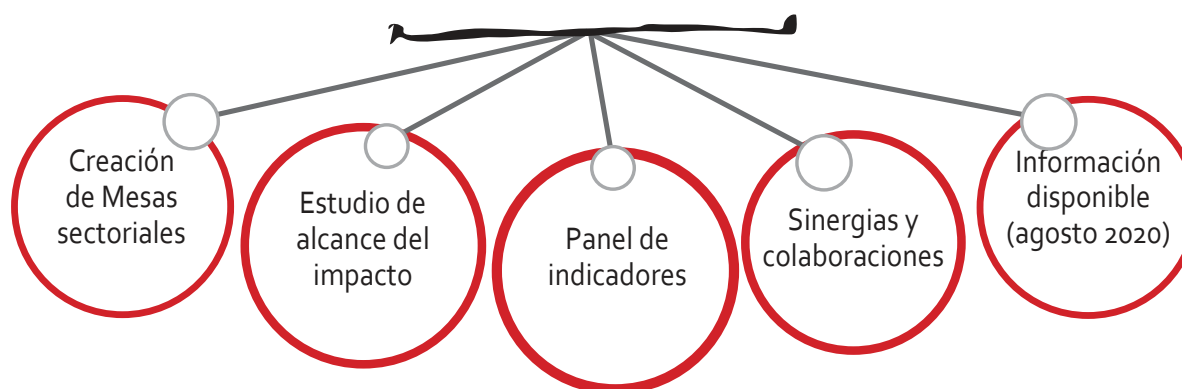 Creación
de Mesas
sectoriales
Estudio de
alcance del
impacto
Panel de
indicadores
Sinergias y
colaboraciones
Información
disponible
(agosto 2020)